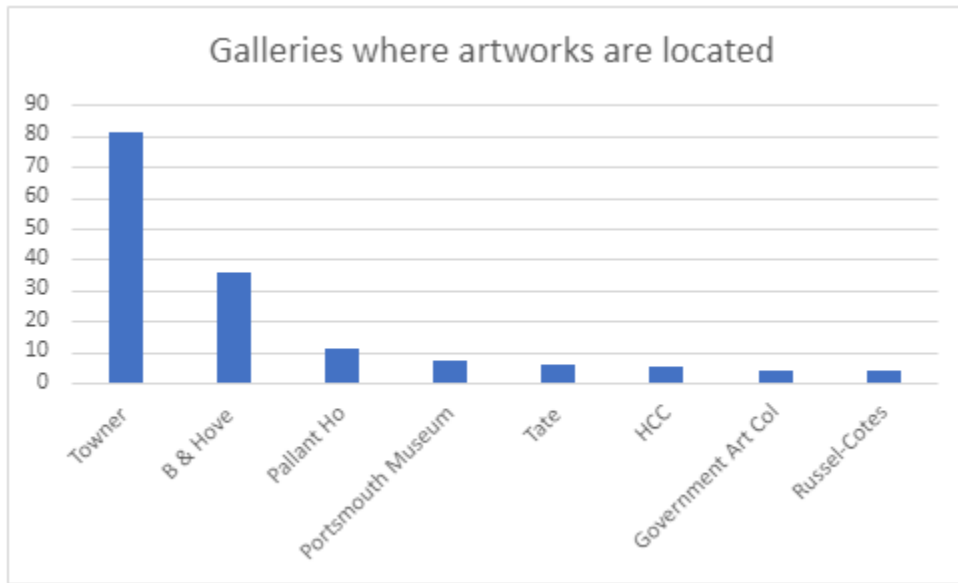 Galleries where artworks are located
90
80
70
60
50
40
30
20
10
0
Towner
B & Hove
Pallant Ho
Portsmouth Museum
Tate
HCC
Government Art Col
Russel-Cotes